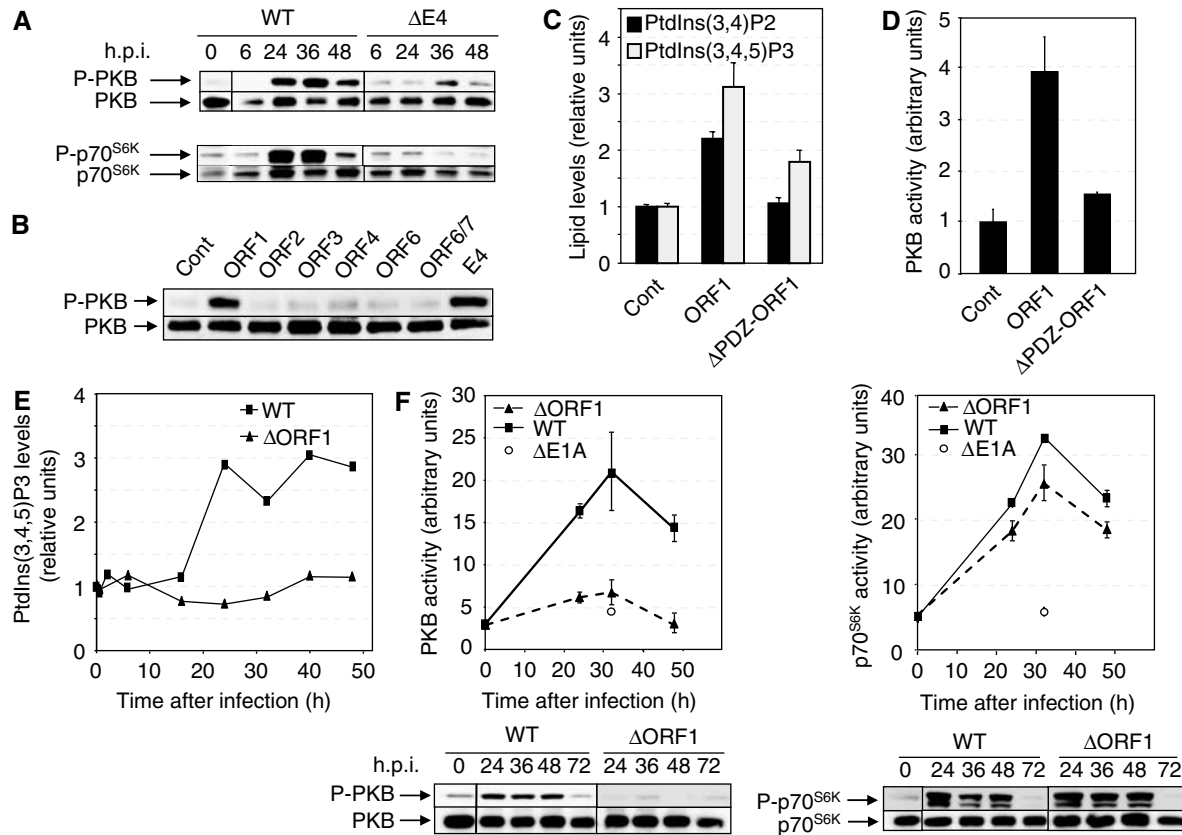 A
WT
ΔE4
h.p.i. 0 6 24 36 48 6 24 36 48
P-PKB
PKB
P-p70S6K
p70S6K
B
Cont ORF1 ORF2 ORF3 ORF4 ORF6 ORF6/7 E4
P-PKB
PKB
C
Lipid levels (relative units)
4
3
2
1
0
PtdIns(3,4)P2
PtdIns(3,4,5)P3
Cont ORF1 ΔPDZ-ORF1
D
PKB activity (arbitrary units)
5
4
3
2
1
0
Cont ORF1 ΔPDZ-ORF1
E
PtdIns(3,4,5)P3 levels
(relative units)
4
3
2
1
0
WT
ΔORF1
0 10 20 30 40 50
Time after infection (h)
F
PKB activity (arbitrary units)
30
25
20
15
10
5
0
ΔORF1
WT
ΔE1A
0 10 20 30 40 50
Time after infection (h)
p70S6K activity (arbitrary units)
40
30
20
10
0
ΔORF1
WT
ΔE1A
0 10 20 30 40 50
Time after infection (h)
WT
ΔORF1
h.p.i. 0 24 36 48 72 24 36 48 72
P-PKB
PKB
WT
ΔORF1
0 24 36 48 72 24 36 48 72
P-p70S6K
p70S6K